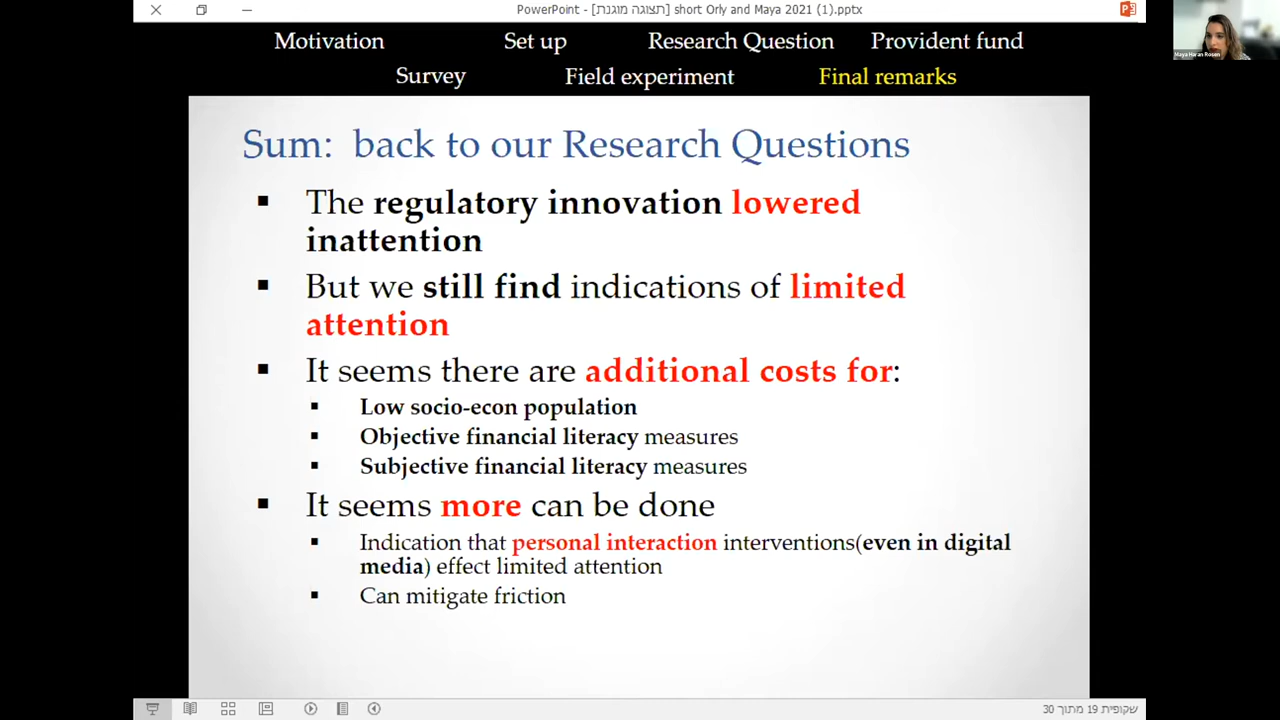 PowerPoint - [תצוגה מוגנת] short Orly and Maya 2021 (1).pptx
Maya Haran Rosen
Motivation Set up Research Question Provident fund
Survey Field experiment Final remarks
Sum: back to our Research Questions
▪ The regulatory innovation lowered
inattention
▪ But we still find indications of limited
attention
▪ It seems there are additional costs for:
▪ Low socio-econ population
▪ Objective financial literacy measures
▪ Subjective financial literacy measures
▪ It seems more can be done
▪ Indication that personal interaction interventions(even in digital
media) effect limited attention
▪ Can mitigate friction
שקופית 19 מתוך 30